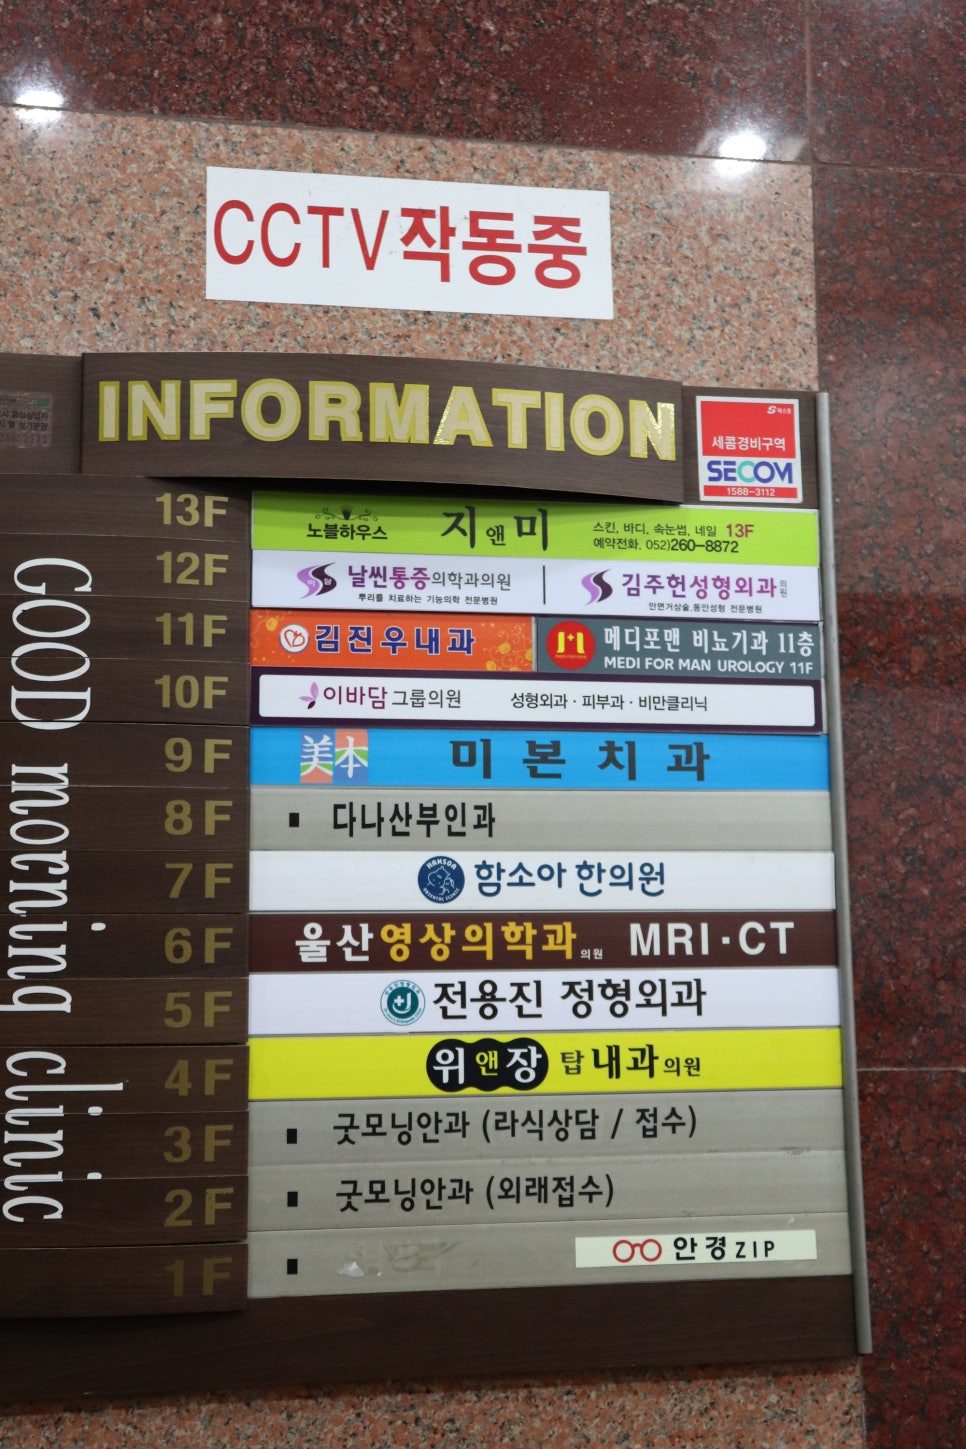 CCTV작동중
INFORMATION
세콤경비구역
SECOM
1588-3112
GOOD morning clinic
13F
노블하우스 지앤미 스킨, 바디, 속눈썹, 네일 13F
예약전화. 052)260-8872
12F
날씬통증의학과의원
뿌리를 치료하는 기능의학 전문병원
김주헌성형외과의원
안면거상술.동안성형 전문병원
11F
김진우내과
메디포맨 비뇨기과 11층
MEDI FOR MAN UROLOGY 11F
10F
이바담그룹의원 성형외과 · 피부과 · 비만클리닉
9F
美本 미본치과
8F
다나산부인과
7F
함소아 한의원
6F
울산영상의학과의원 MRI·CT
5F
전용진 정형외과
4F
위앤장 탑내과의원
3F
굿모닝안과 (라식상담 / 접수)
2F
굿모닝안과 (외래접수)
1F
안경ZIP